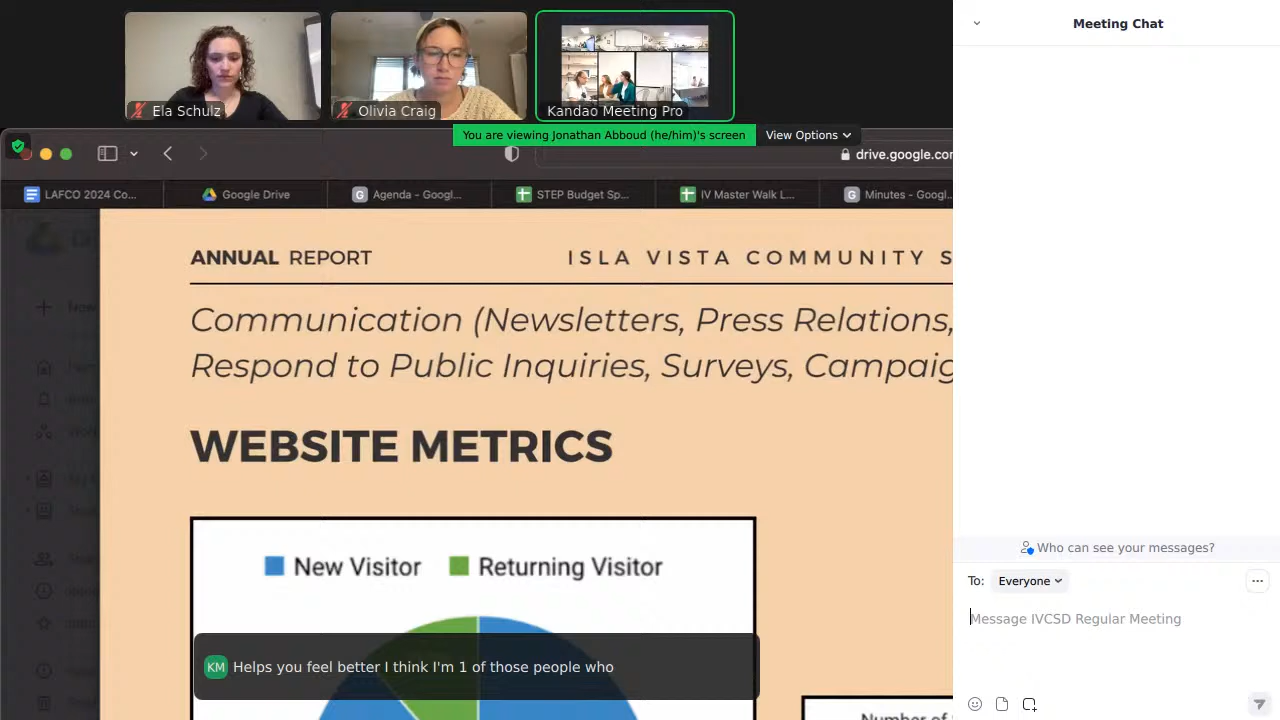 Meeting Chat
Ela Schulz
Olivia Craig
Kandao Meeting Pro
You are viewing Jonathan Abboud (he/him)'s screen
View Options
drive.google.com
LAFCO 2024 Co...
Google Drive
Agenda - Googl...
STEP Budget Sp...
IV Master Walk L...
Minutes - Googl...
ANNUAL REPORT
ISLA VISTA COMMUNITY S
Communication (Newsletters, Press Relations,
Respond to Public Inquiries, Surveys, Campaig
WEBSITE METRICS
New Visitor
Returning Visitor
KM Helps you feel better I think I'm 1 of those people who
Number of
Who can see your messages?
To: Everyone
Message IVCSD Regular Meeting